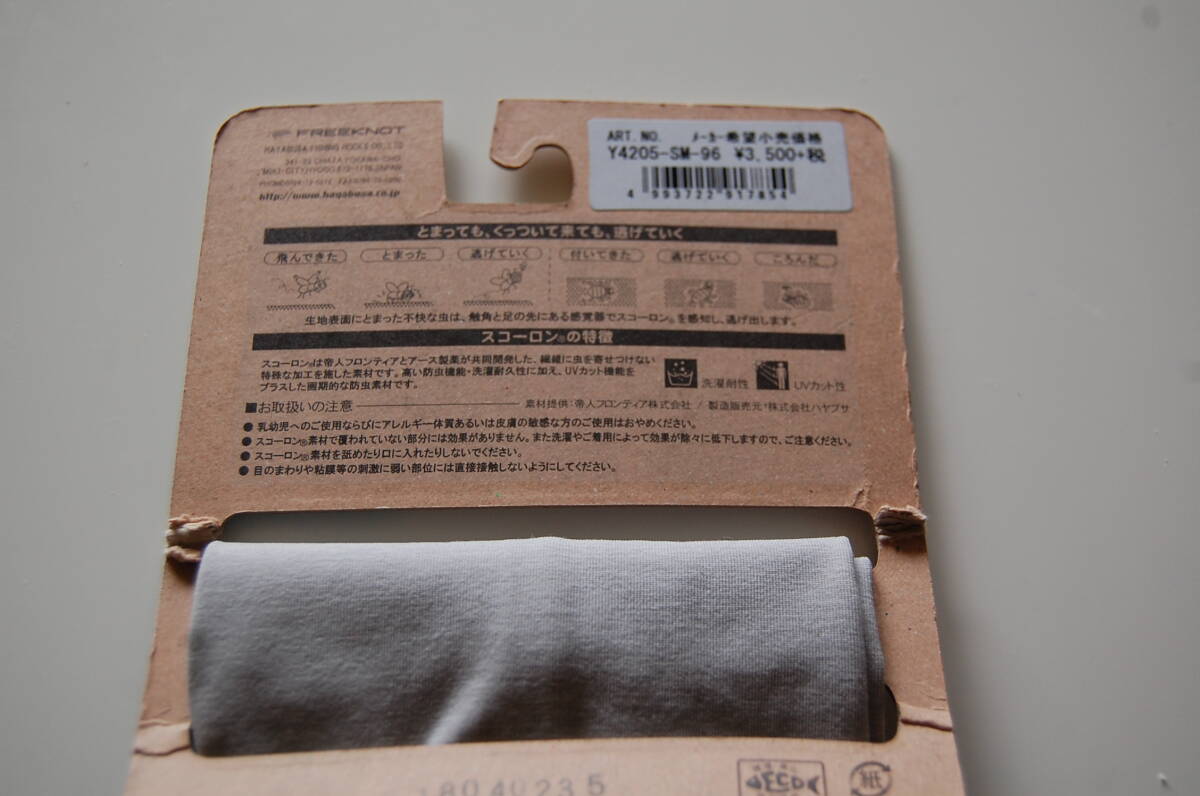 FREEKNOT
HAYABUSA FISHING HOOKS CO.,LTD
http://www.hayabusa.co.jp
ART.NO. ﾒｰｶｰ希望小売価格
Y4205-SM-96 ¥3,500+税
4 993722 917854
とまっても、くっついて来ても、逃げていく
飛んできた とまった 逃げていく 付いてきた 逃げていく ころんだ
生地表面にとまった不快な虫は、触角と足の先にある感覚器でスコーロン®を感知し、逃げ出します。
スコーロン®の特徴
スコーロン®は帝人フロンティアとアース製薬が共同開発した、繊維に虫を寄せつけない
特殊な加工を施した素材です。高い防虫機能・洗濯耐久性に加え、UVカット機能を
プラスした画期的な防虫素材です。
洗濯耐性 UVカット性
■お取扱いの注意 素材提供：帝人フロンティア株式会社 / 製造販売元：株式会社ハヤブサ
● 乳幼児へのご使用ならびにアレルギー体質あるいは皮膚の敏感な方のご使用はおやめください。
● スコーロン®素材で覆われていない部分には効果がありません。また洗濯やご着用によって効果が除々に低下しますので、ご注意ください。
● スコーロン®素材を舐めたり口に入れたりしないでください。
● 目のまわりや粘膜等の刺激に弱い部位には直接接触しないようにしてください。
18040235
ECO
紙